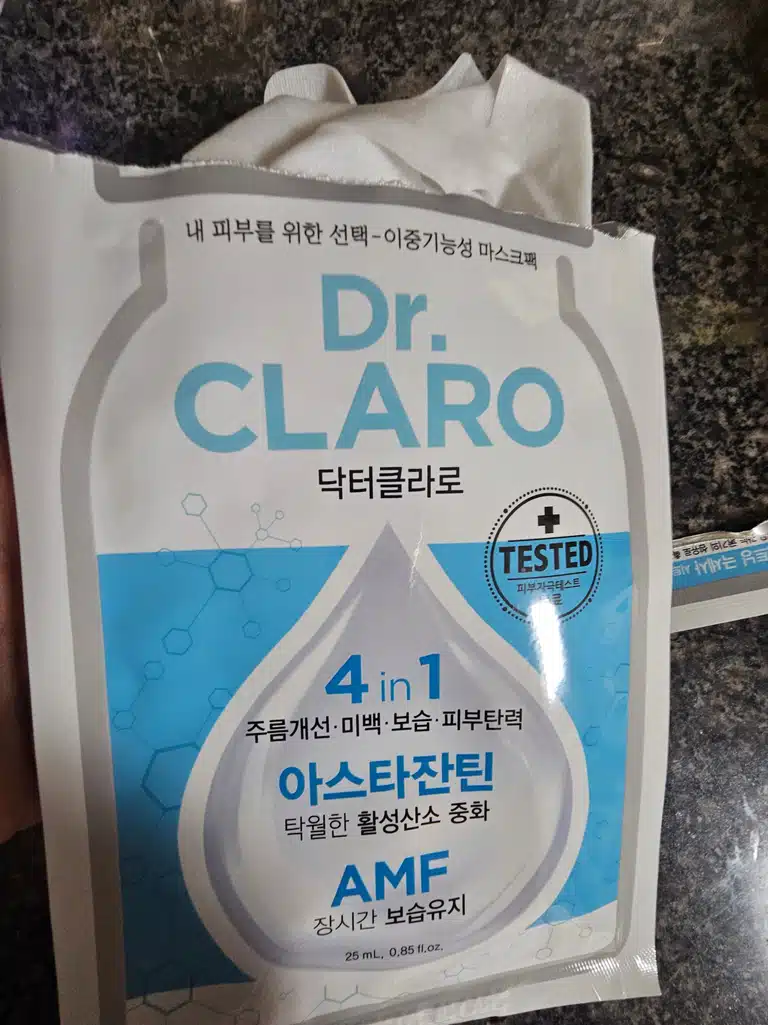 내 피부를 위한 선택-이중기능성 마스크팩
Dr.
CLARO
닥터클라로
TESTED
피부자극테스트
4 in 1
주름개선·미백·보습·피부탄력
아스타잔틴
탁월한 활성산소 중화
AMF
장시간 보습유지
25 mL, 0.85 fl.oz.